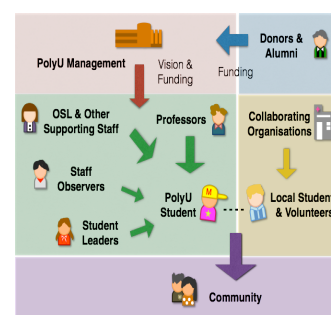 Donors &
Alumni
PolyU Management
Vision &
Funding
Funding
OSL & Other
Supporting Staff
Professors
Collaborating
Organisations
Staff
Observers
PolyU
Student
Local Student
& Volunteers
Student
Leaders
Community